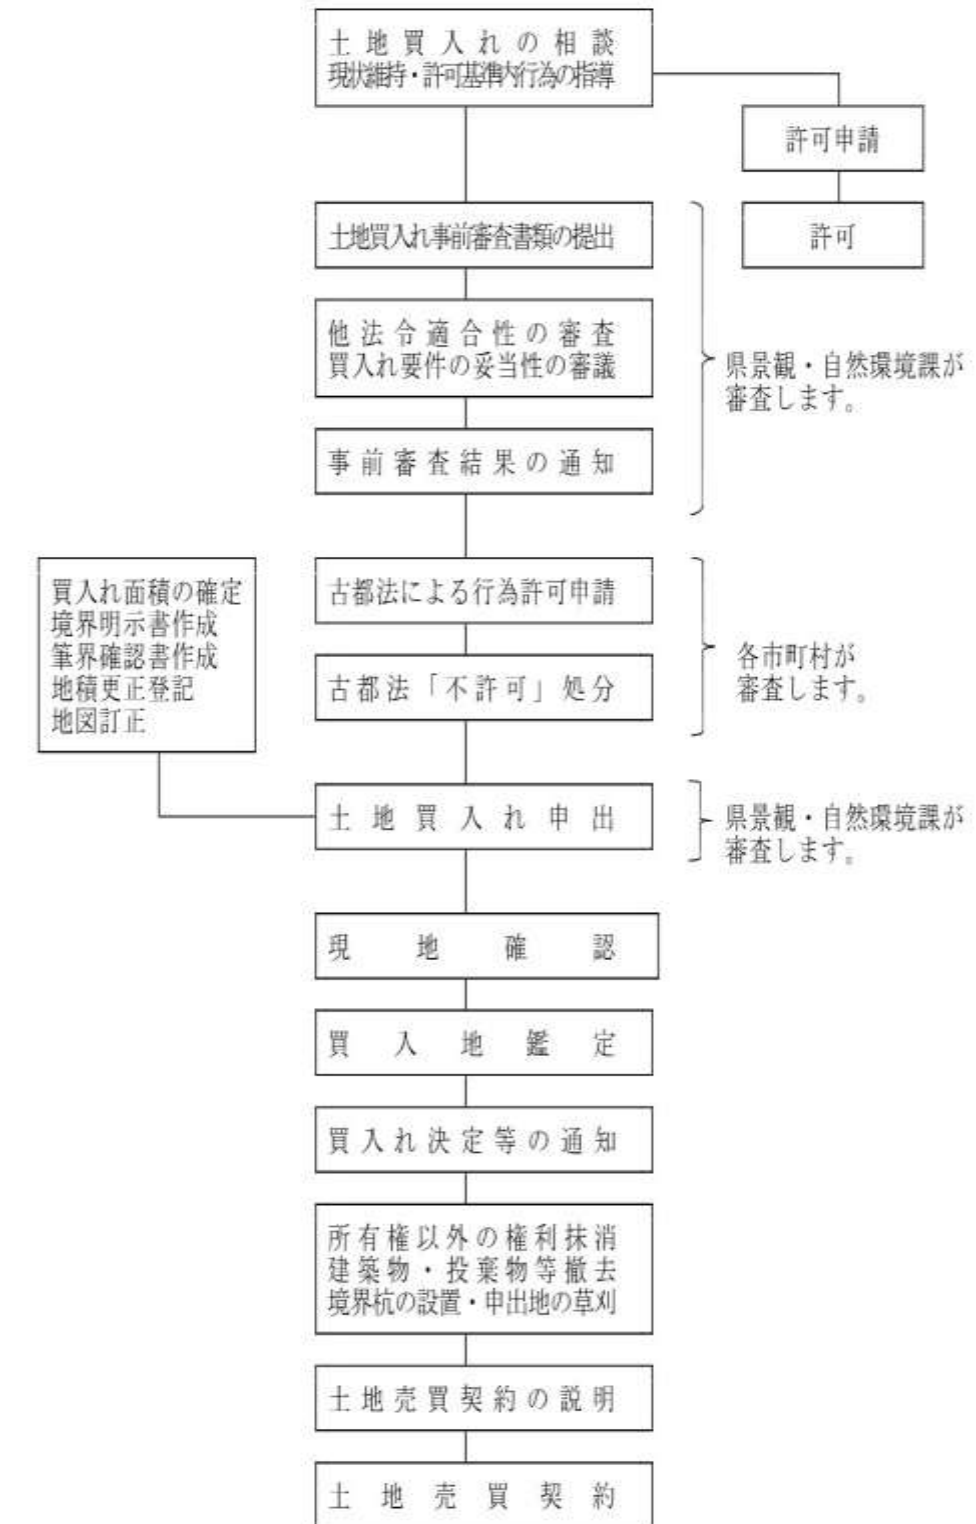 土地買入れの相談
現状維持・許可基準内行為の指導
許可申請
許可
土地買入れ事前審査書類の提出
他法令適合性の審査
買入れ要件の妥当性の審議
事前審査結果の通知
県景観・自然環境課が
審査します。
買入れ面積の確定
境界明示書作成
筆界確認書作成
地積更正登記
地図訂正
古都法による行為許可申請
古都法「不許可」処分
各市町村が
審査します。
土地買入れ申出
県景観・自然環境課が
審査します。
現地確認
買入地鑑定
買入れ決定等の通知
所有権以外の権利抹消
建築物・投棄物等撤去
境界杭の設置・申出地の草刈
土地売買契約の説明
土地売買契約